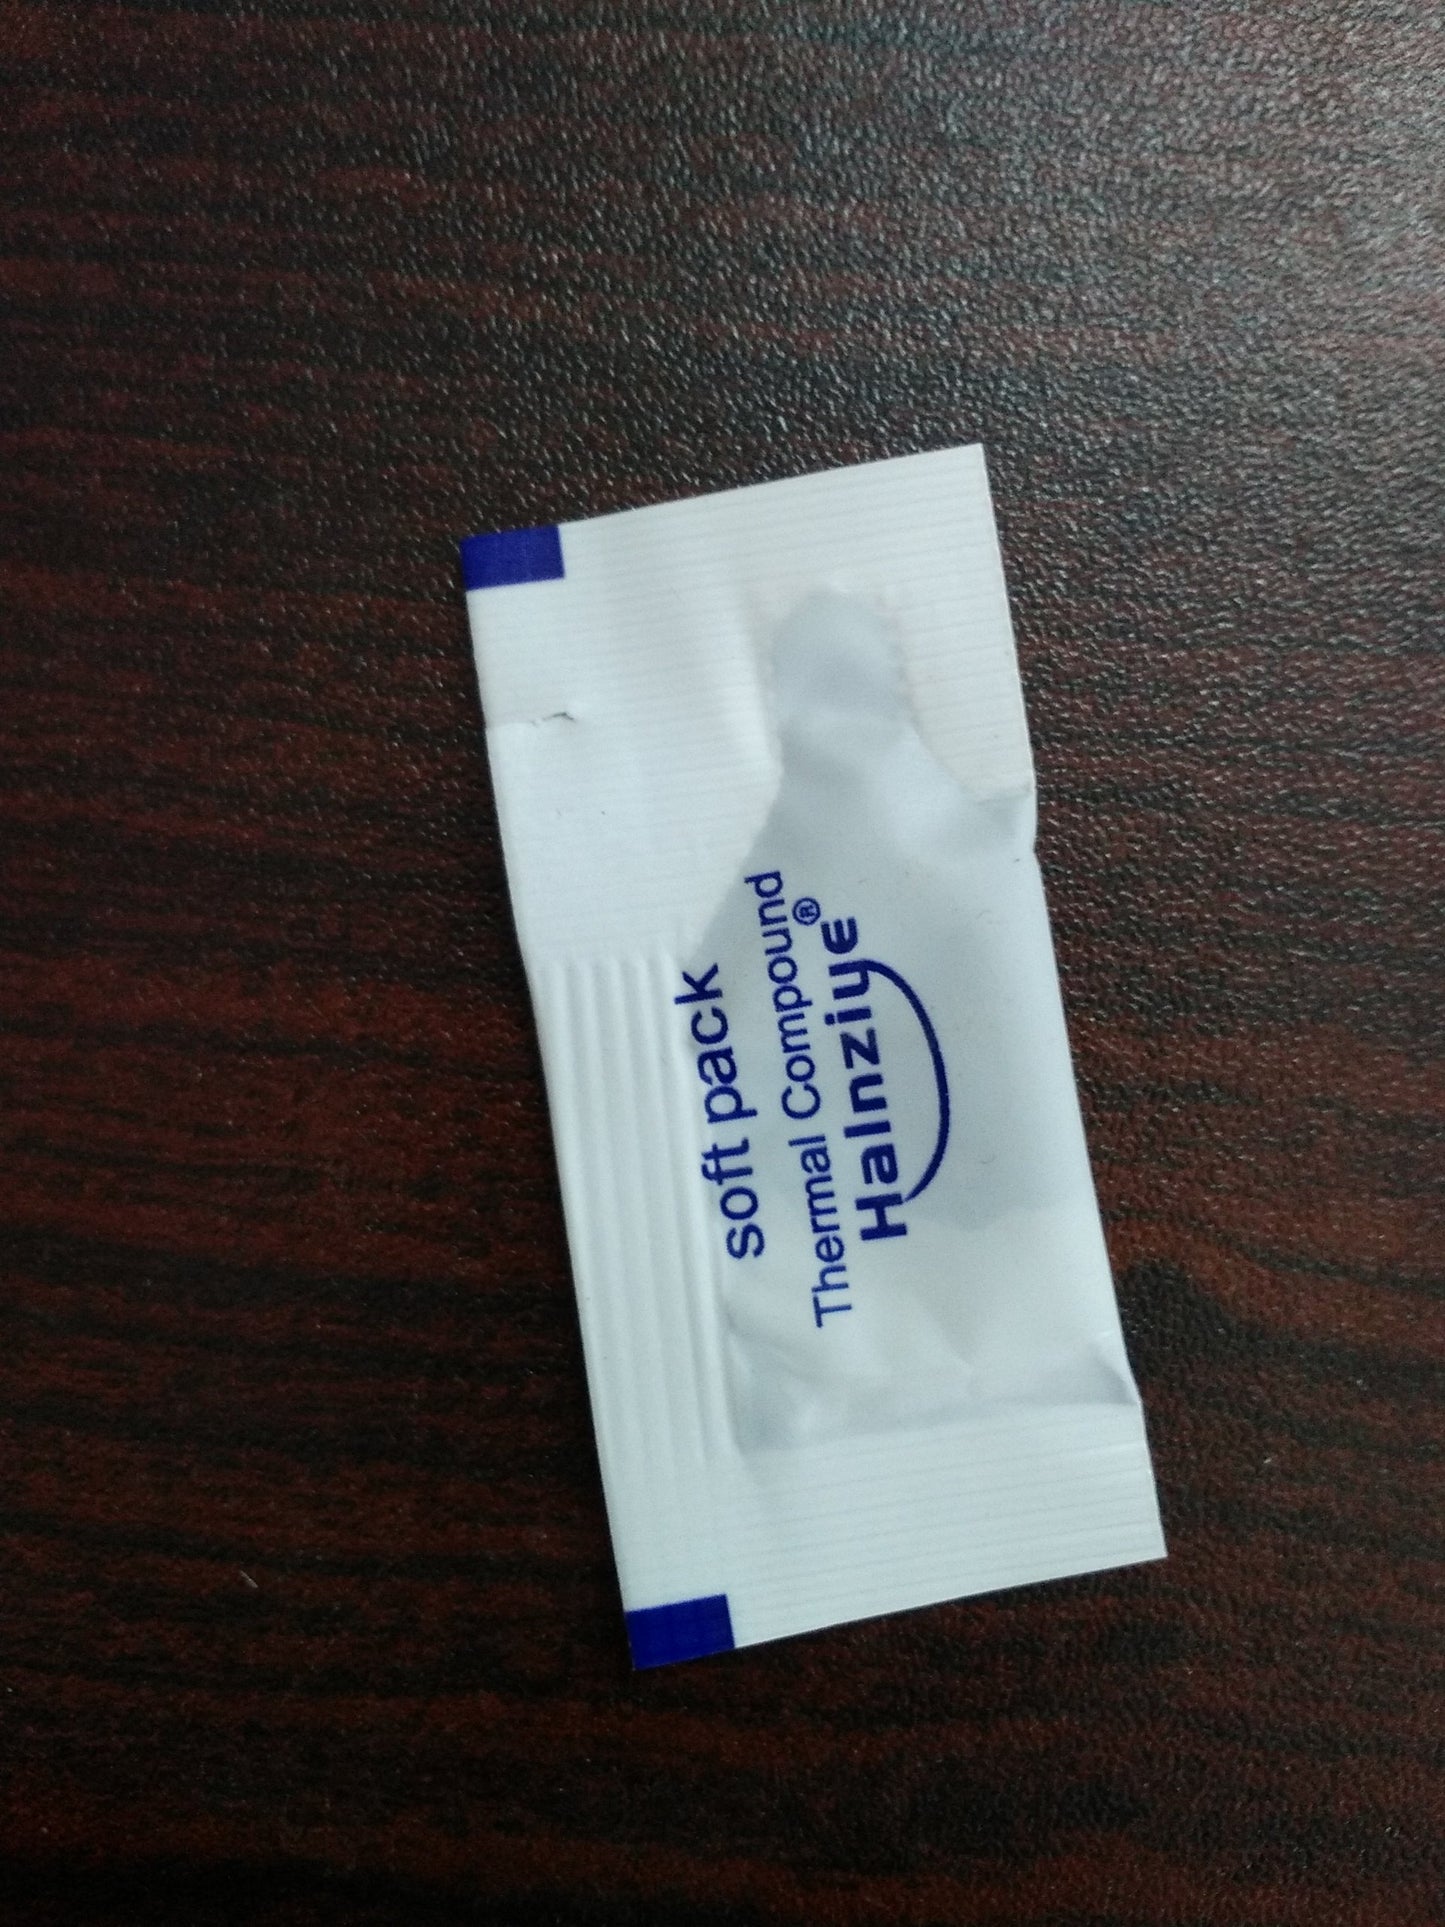 soft pack
Thermal Compound
Halnziye®